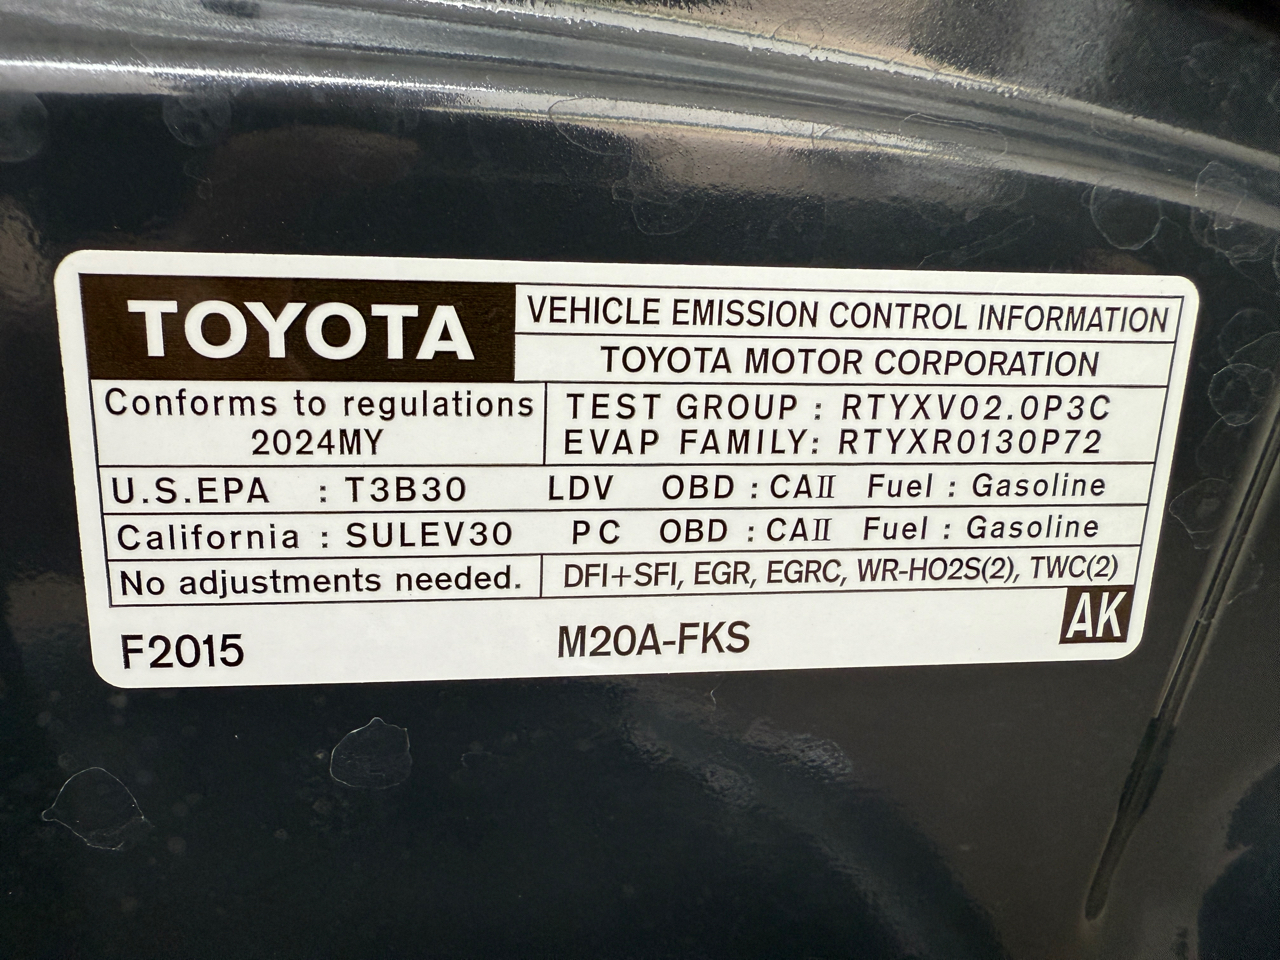 TOYOTA
VEHICLE EMISSION CONTROL INFORMATION
TOYOTA MOTOR CORPORATION
Conforms to regulations
2024MY
TEST GROUP : RTYXV02.0P3C
EVAP FAMILY: RTYXR0130P72
U.S.EPA : T3B30 LDV OBD : CAII Fuel : Gasoline
California : SULEV30 PC OBD : CAII Fuel : Gasoline
No adjustments needed.
DFI+SFI, EGR, EGRC, WR-HO2S(2), TWC(2)
AK
F2015
M20A-FKS